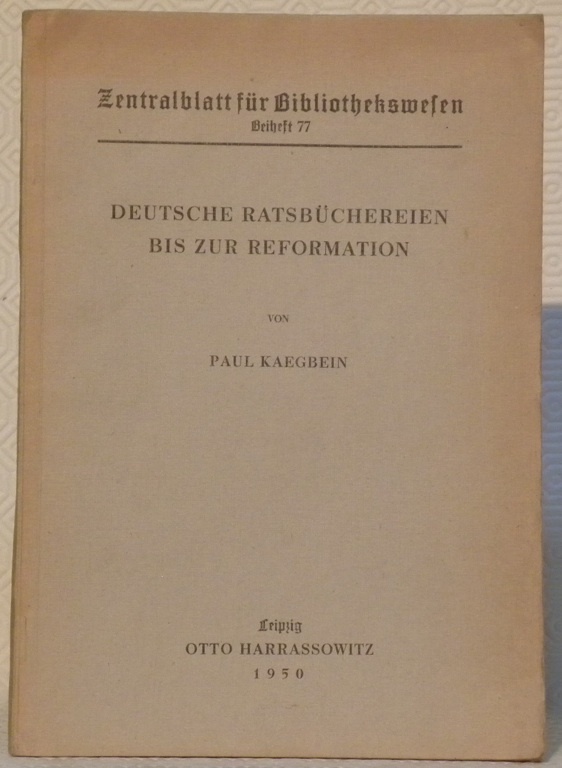 Zentralblatt für Bibliothekswesen
Beiheft 77
DEUTSCHE RATSBÜCHEREIEN
BIS ZUR REFORMATION
VON
PAUL KAEGBEIN
Leipzig
OTTO HARRASSOWITZ
1950